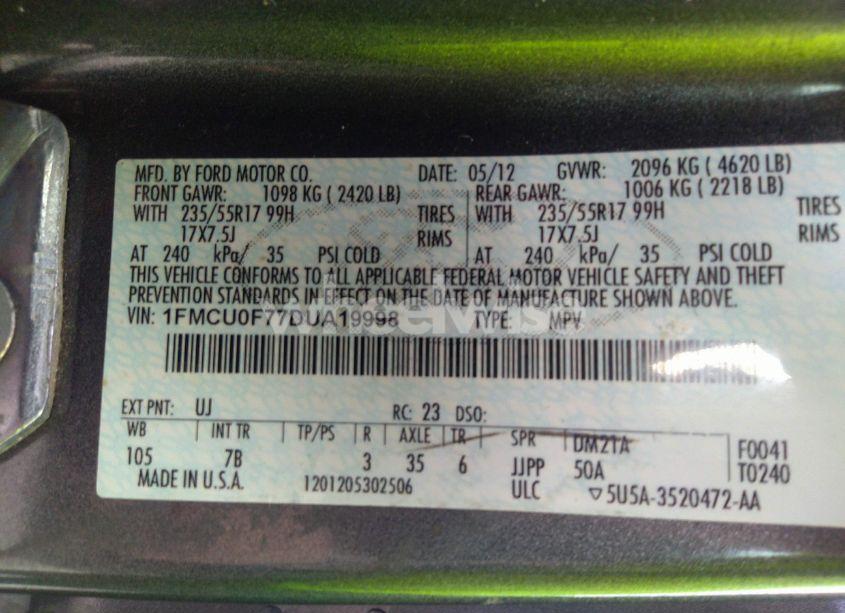 MFD. BY FORD MOTOR CO. DATE: 05/12 GVWR: 2096 KG ( 4620 LB)
FRONT GAWR: 1098 KG ( 2420 LB) REAR GAWR: 1006 KG ( 2218 LB)
WITH 235/55R17 99H TIRES WITH 235/55R17 99H TIRES
17X7.5J RIMS 17X7.5J RIMS
AT 240 kPa/ 35 PSI COLD AT 240 kPa/ 35 PSI COLD
THIS VEHICLE CONFORMS TO ALL APPLICABLE FEDERAL MOTOR VEHICLE SAFETY AND THEFT
PREVENTION STANDARDS IN EFFECT ON THE DATE OF MANUFACTURE SHOWN ABOVE.
VIN: 1FMCU0F77DUA19998 TYPE: MPV
EXT PNT: UJ RC: 23 DSO:
WB INT TR TP/PS R AXLE TR SPR DM21A F0041
105 7B 3 35 6 JJPP 50A T0240
MADE IN U.S.A. 1201205302506 ULC ▽5U5A-3520472-AA